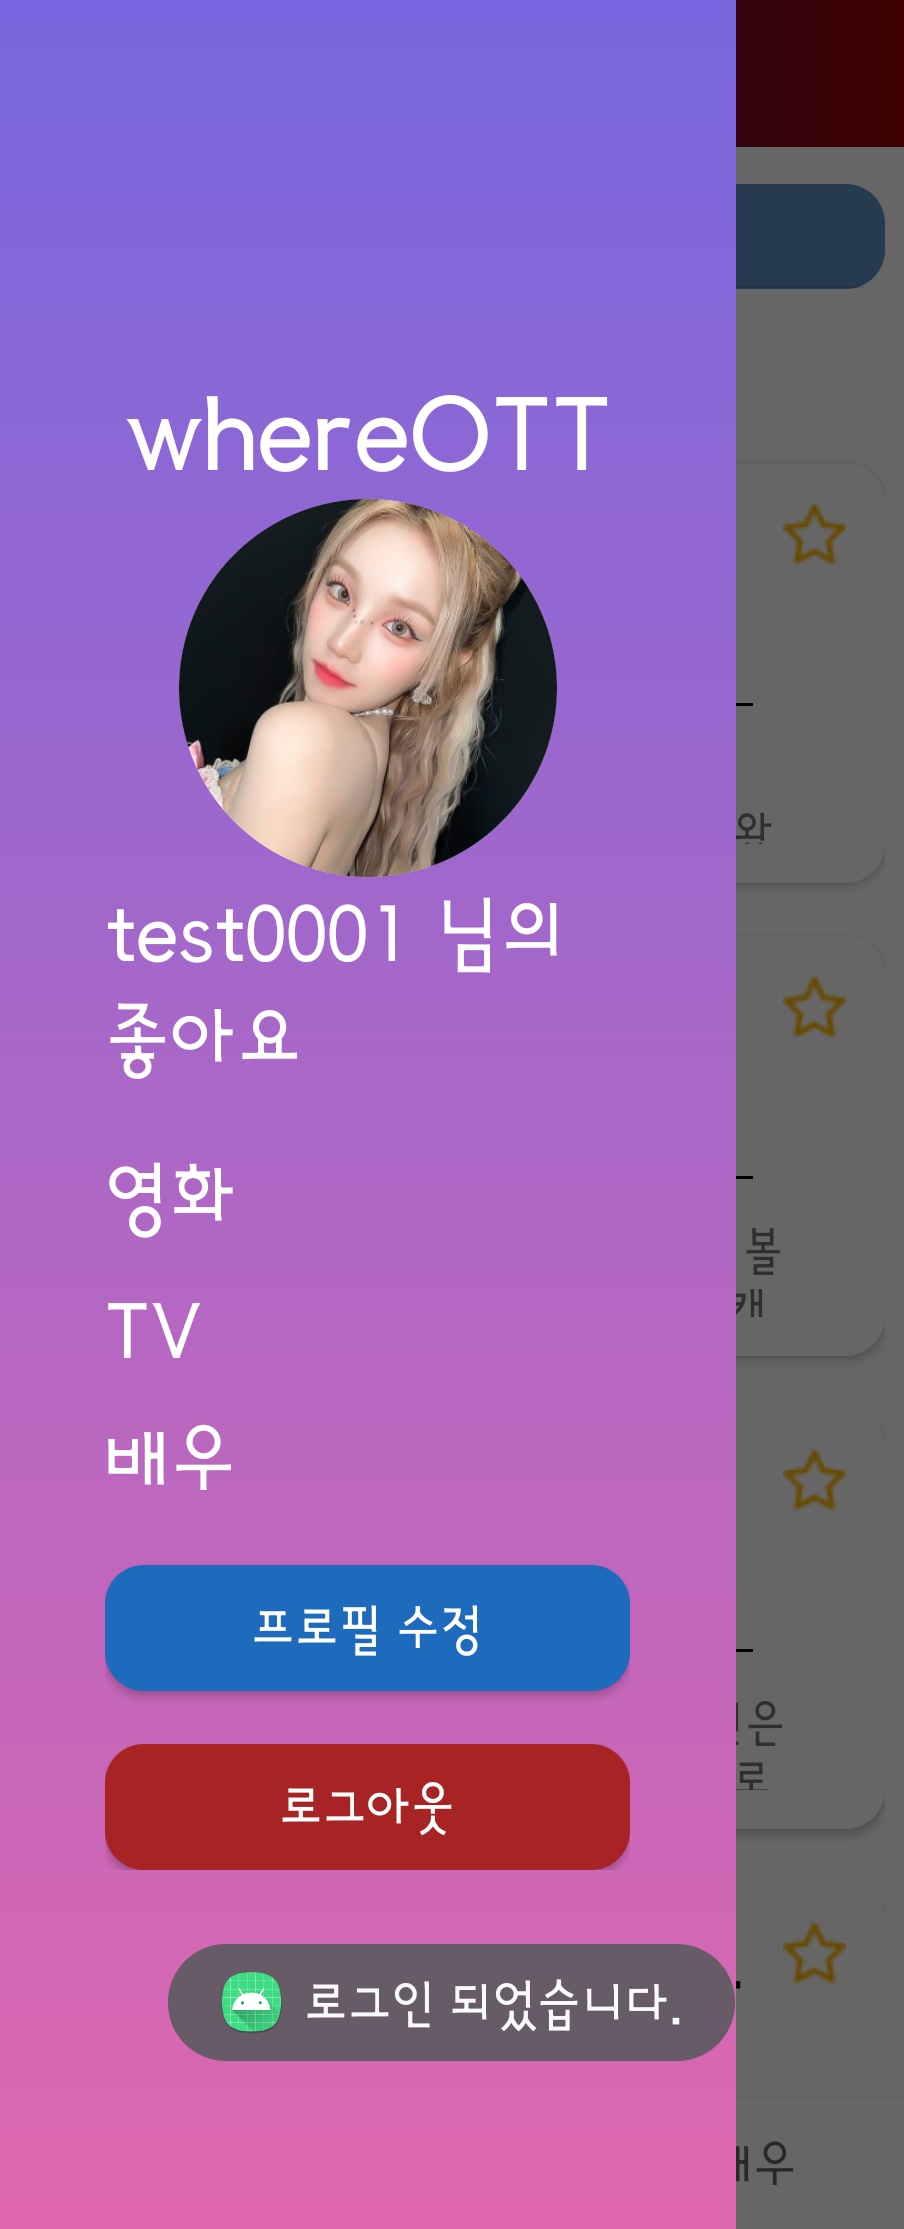 whereOTT
test0001 님의
좋아요
영화
TV
배우
프로필 수정
로그아웃
로그인 되었습니다.
와
볼
캐
은
로
우